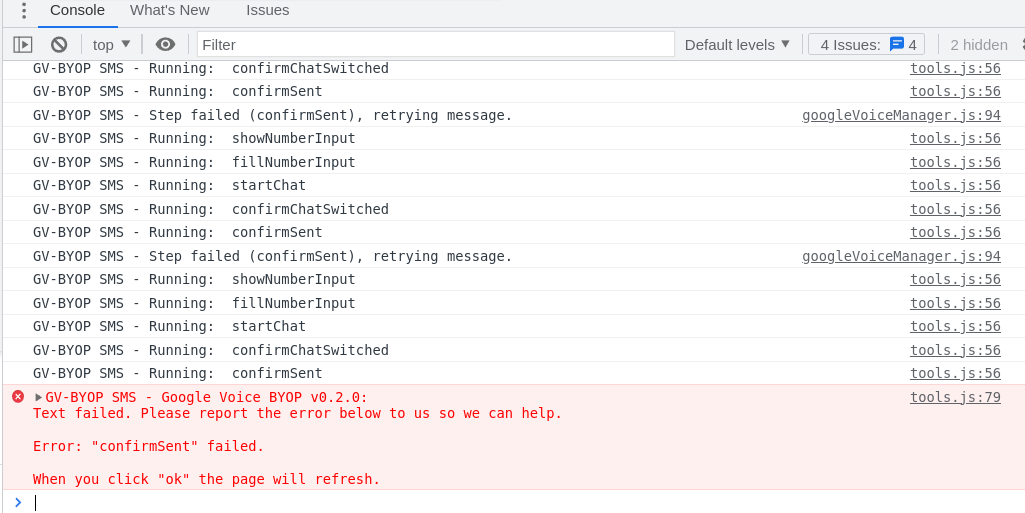 Console What's New Issues
top Filter Default levels 4 Issues: 4 2 hidden
GV-BYOP SMS - Running: confirmChatSwitched tools.js:56
GV-BYOP SMS - Running: confirmSent tools.js:56
GV-BYOP SMS - Step failed (confirmSent), retrying message. googleVoiceManager.js:94
GV-BYOP SMS - Running: showNumberInput tools.js:56
GV-BYOP SMS - Running: fillNumberInput tools.js:56
GV-BYOP SMS - Running: startChat tools.js:56
GV-BYOP SMS - Running: confirmChatSwitched tools.js:56
GV-BYOP SMS - Running: confirmSent tools.js:56
GV-BYOP SMS - Step failed (confirmSent), retrying message. googleVoiceManager.js:94
GV-BYOP SMS - Running: showNumberInput tools.js:56
GV-BYOP SMS - Running: fillNumberInput tools.js:56
GV-BYOP SMS - Running: startChat tools.js:56
GV-BYOP SMS - Running: confirmChatSwitched tools.js:56
GV-BYOP SMS - Running: confirmSent tools.js:56
GV-BYOP SMS - Google Voice BYOP v0.2.0: tools.js:79
Text failed. Please report the error below to us so we can help.
Error: "confirmSent" failed.
When you click "ok" the page will refresh.